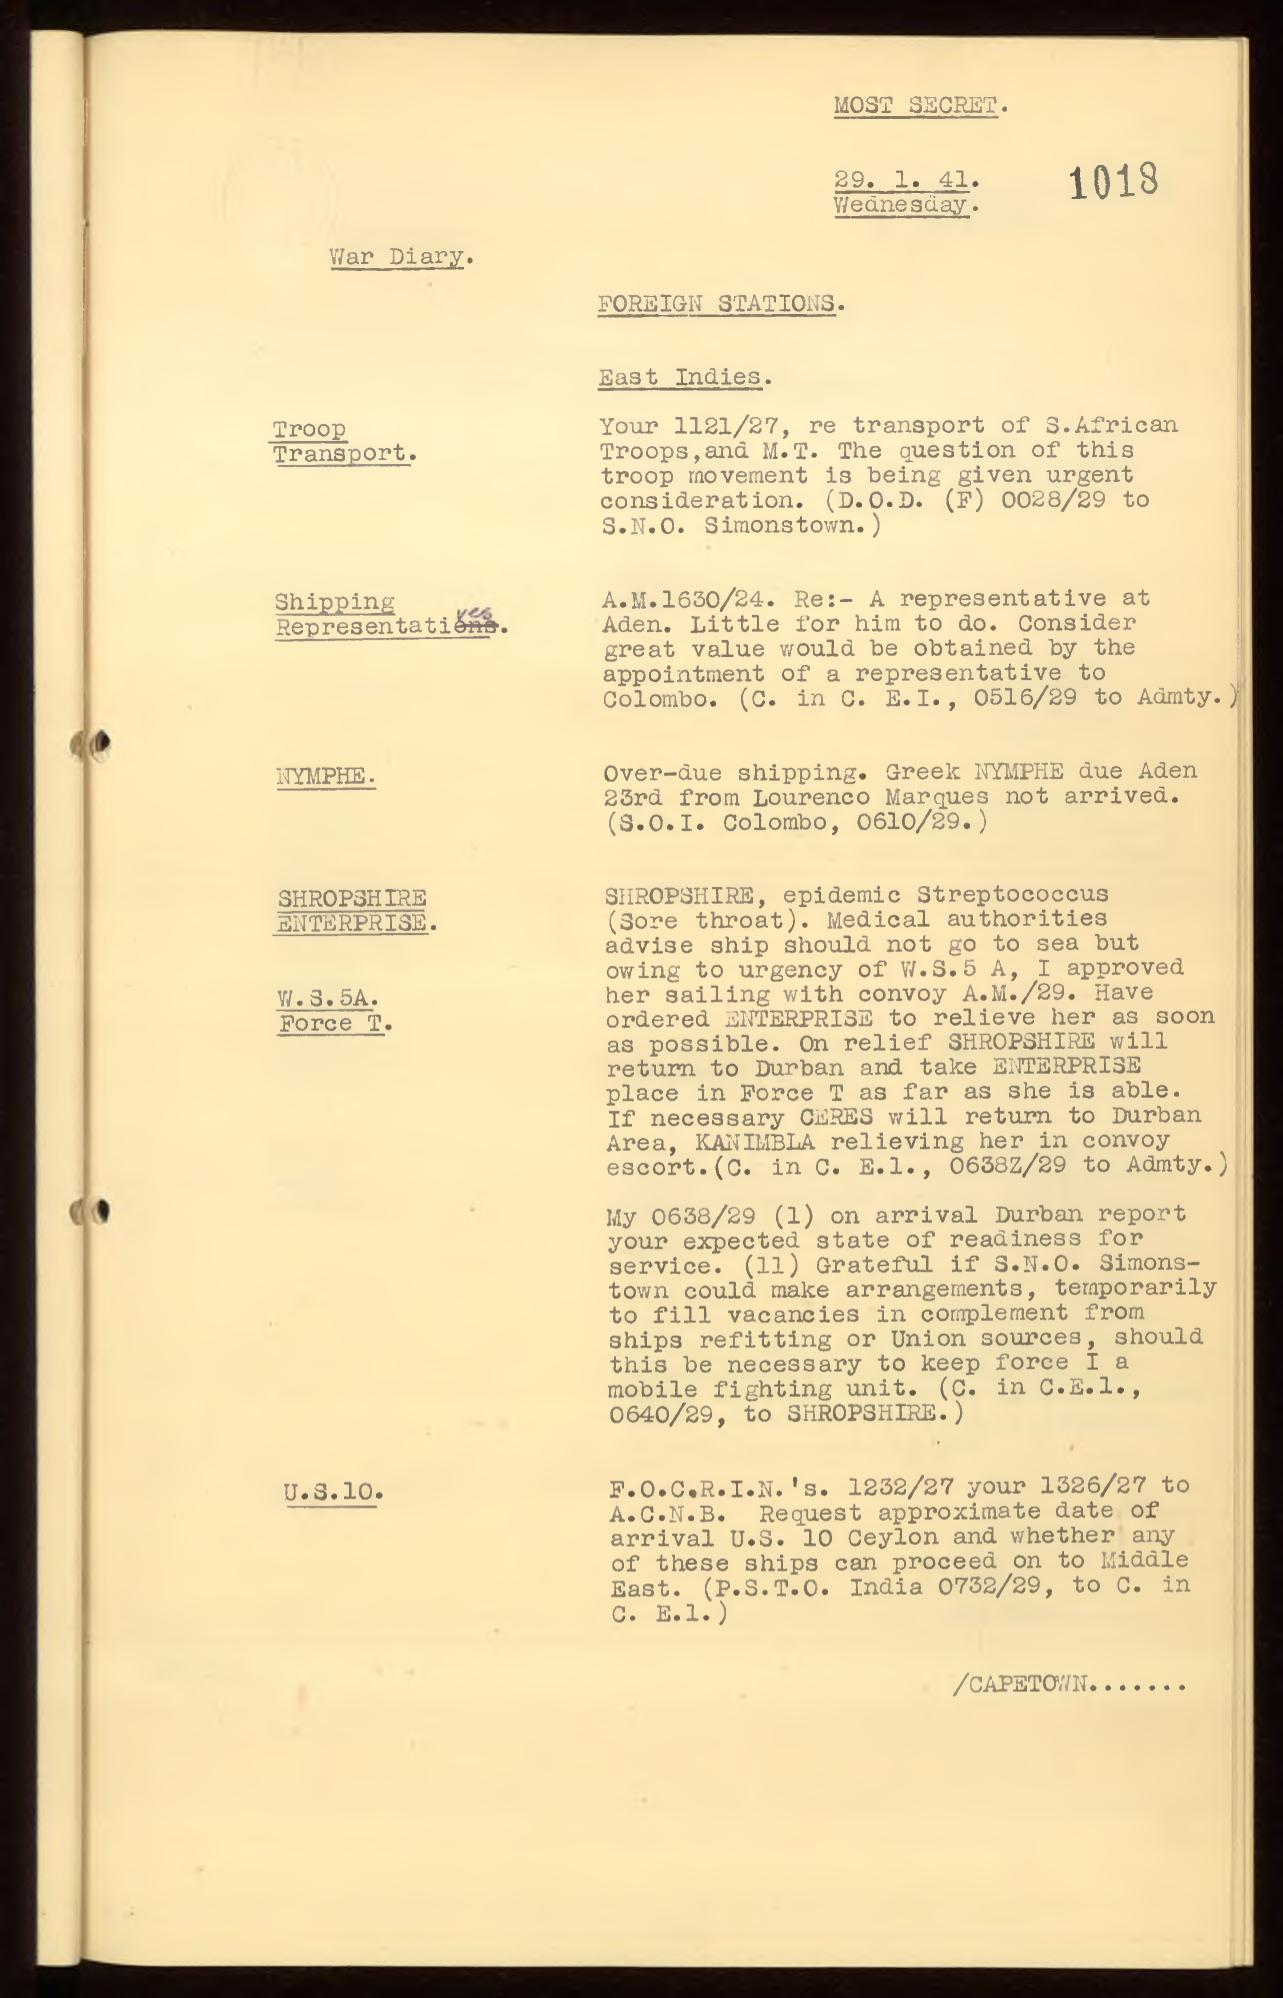 MOST SECRET.
29. 1. 41.
1018
Wednesday.
War Diary.
FOREIGN STATIONS.
East Indies.
Troop
Transport.
Your 1121/27, re transport of S.African
Troops,and M.T. The question of this
troop movement is being given urgent
consideration. (D.O.D. (F) 0028/29 to
S.N.O. Simonstown.)
Shipping
Representations.
ves
A.M.1630/24. Re:- A representative at
Aden. Little for him to do. Consider
great value would be obtained by the
appointment of a representative to
Colombo. (C. in C. E.I., 0516/29 to Admty.)
NYMPHE.
Over-due shipping. Greek NYMPHE due Aden
23rd from Lourenco Marques not arrived.
(S.O.I. Colombo, 0610/29.)
SHROPSHIRE
ENTERPRISE.
W.S.5A.
Force T.
SHROPSHIRE, epidemic Streptococcus
(Sore throat). Medical authorities
advise ship should not go to sea but
owing to urgency of W.S.5 A, I approved
her sailing with convoy A.M./29. Have
ordered ENTERPRISE to relieve her as soon
as possible. On relief SHROPSHIRE will
return to Durban and take ENTERPRISE
place in Force T as far as she is able.
If necessary CERES will return to Durban
Area, KANIMBLA relieving her in convoy
escort.(C. in C. E.1., 0638Z/29 to Admty.)
My 0638/29 (1) on arrival Durban report
your expected state of readiness for
service. (11) Grateful if S.N.O. Simons-
town could make arrangements, temporarily
to fill vacancies in complement from
ships refitting or Union sources, should
this be necessary to keep force I a
mobile fighting unit. (C. in C.E.1.,
0640/29, to SHROPSHIRE.)
U.S.10.
F.O.C.R.I.N.'s. 1232/27 your 1326/27 to
A.C.N.B. Request approximate date of
arrival U.S. 10 Ceylon and whether any
of these ships can proceed on to Middle
East. (P.S.T.O. India 0732/29, to C. in
C. E.1.)
/CAPETOWN.......